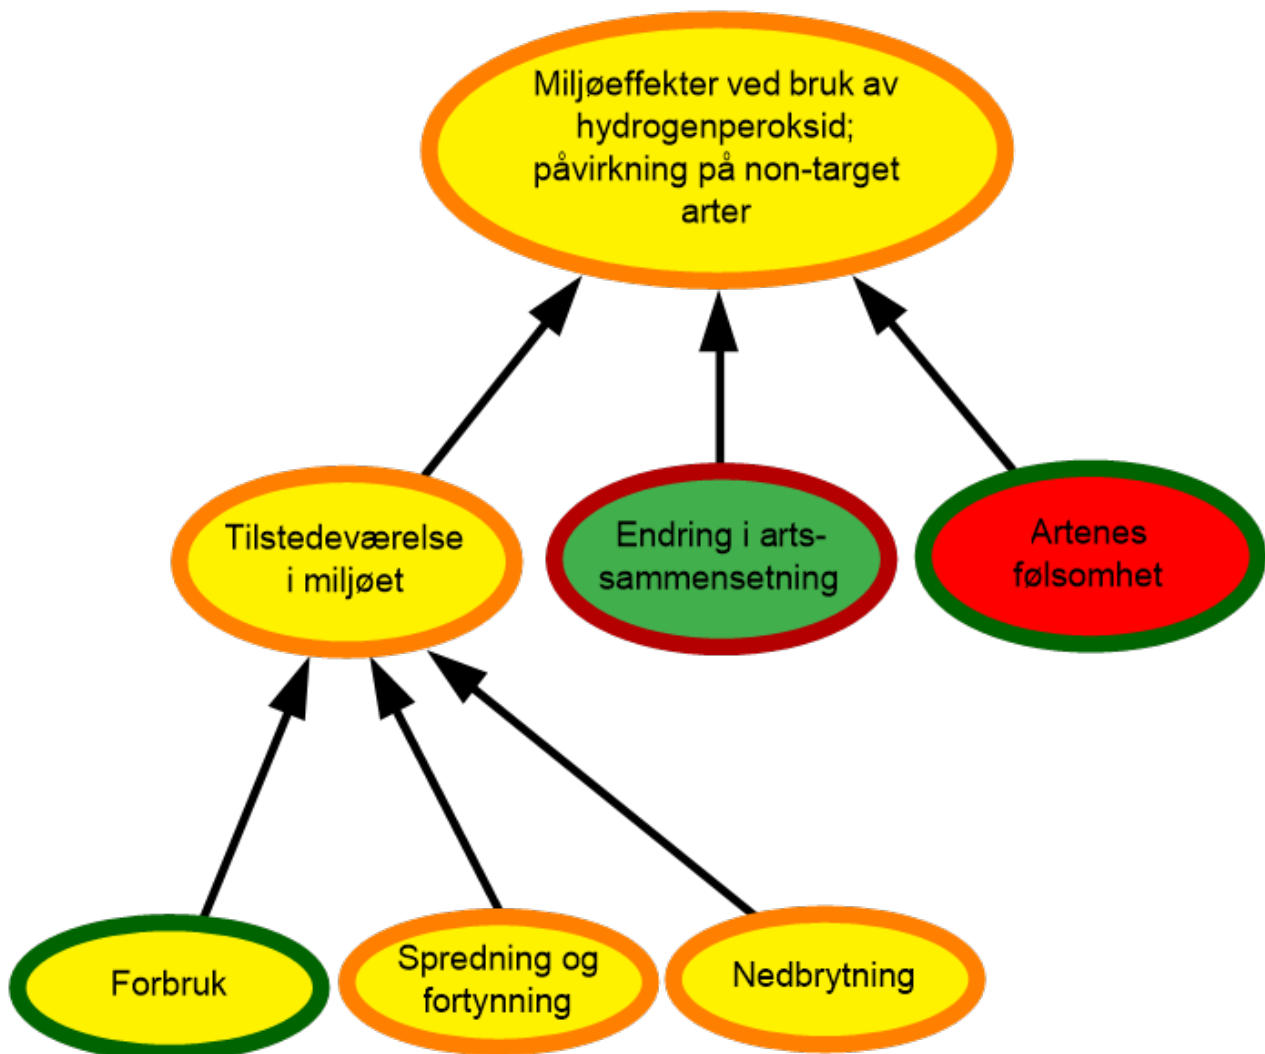 Miljøeffekter ved bruk av
hydrogenperoksid;
påvirkning på non-target
arter
Tilstedeværelse
i miljøet
Endring i arts-
sammensetning
Artenes
følsomhet
Forbruk
Spredning og
fortynning
Nedbrytning